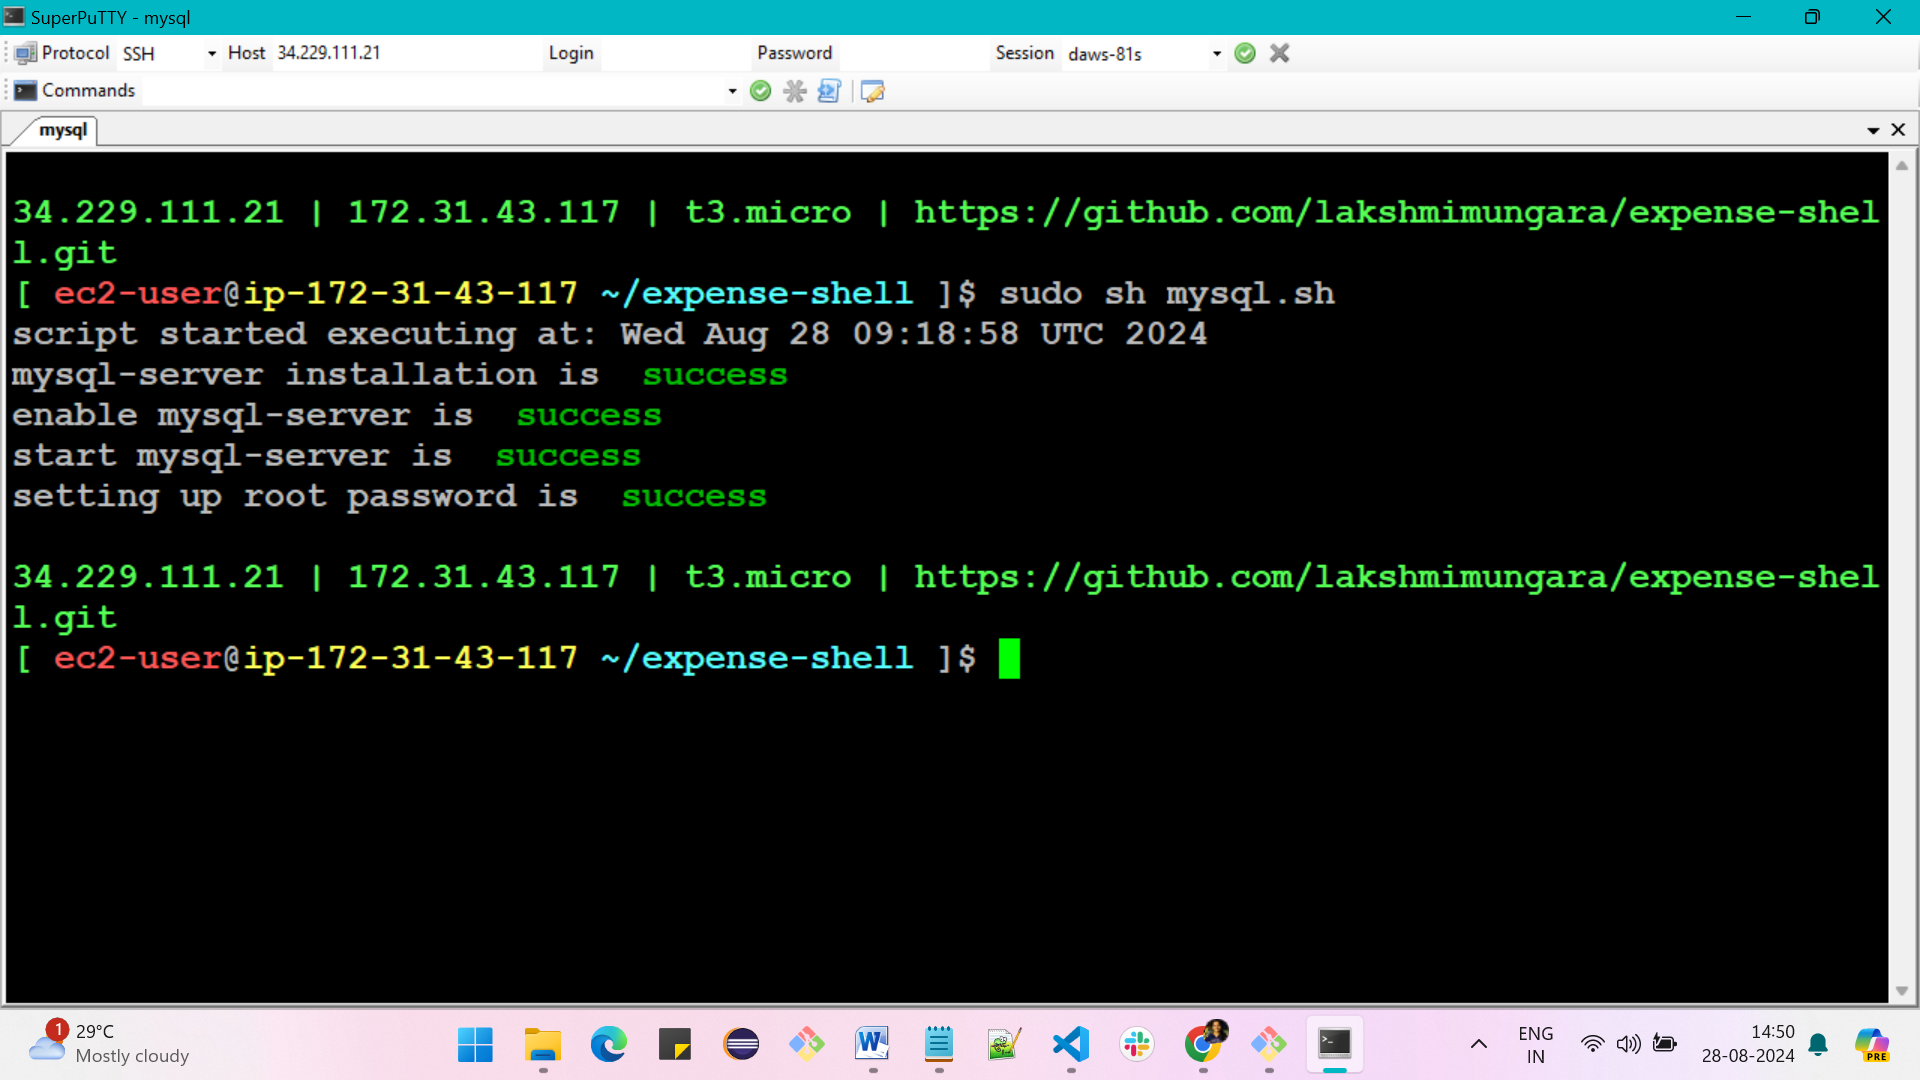 SuperPuTTY - mysql
Protocol SSH Host 34.229.111.21 Login Password Session daws-81s
Commands
mysql
34.229.111.21 | 172.31.43.117 | t3.micro | https://github.com/lakshmimungara/expense-shel
l.git
[ ec2-user@ip-172-31-43-117 ~/expense-shell ]$ sudo sh mysql.sh
script started executing at: Wed Aug 28 09:18:58 UTC 2024
mysql-server installation is success
enable mysql-server is success
start mysql-server is success
setting up root password is success
34.229.111.21 | 172.31.43.117 | t3.micro | https://github.com/lakshmimungara/expense-shel
l.git
[ ec2-user@ip-172-31-43-117 ~/expense-shell ]$
1 29°C
Mostly cloudy
ENG
IN
14:50
28-08-2024
PRE